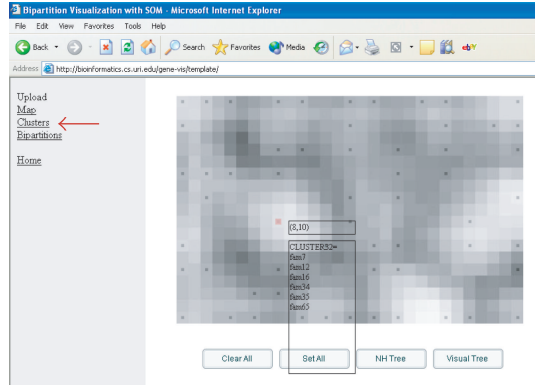 Bipartition Visualization with SOM - Microsoft Internet Explorer
File Edit View Favorites Tools Help
Back Search Favorites Media
Address http://bioinformatics.cs.uri.edu/gene-vis/template/
Upload
Map
Clusters
Bipartitions
Home
(8,10)
CLUSTER92=
fam7
fam12
fam16
fam34
fam35
fam65
Clear All Set All NH Tree Visual Tree